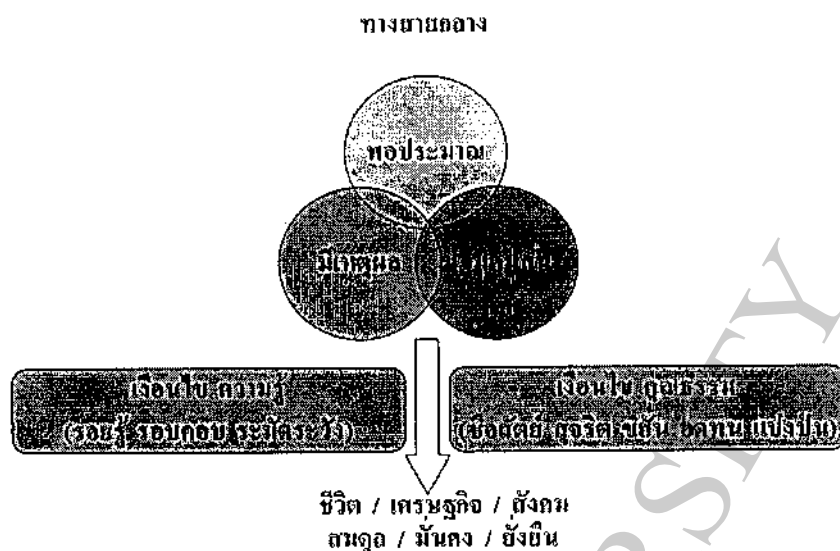 ทางสายกลาง
พอประมาณ
มีเหตุผล
เงื่อนไข ความรู้
(รอบรู้ รอบคอบ ระมัดระวัง)
เงื่อนไข คุณธรรม
(ซื่อสัตย์ สุจริต ขยัน อดทน แบ่งปัน)
ชีวิต / เศรษฐกิจ / สังคม
สมดุล / มั่นคง / ยั่งยืน